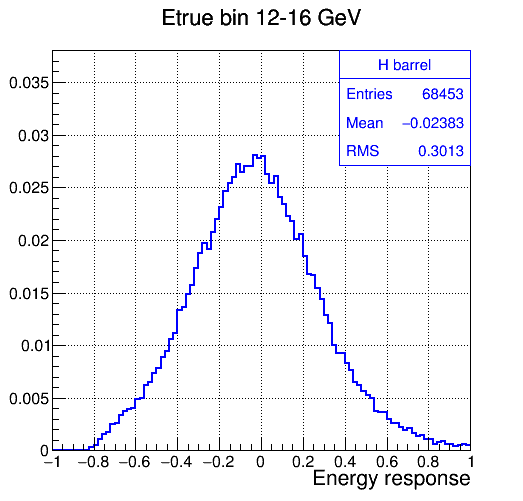 Etrue bin 12-16 GeV
H barrel
Entries 68453
Mean −0.02383
RMS 0.3013
0.035
0.03
0.025
0.02
0.015
0.01
0.005
0
−1 −0.8 −0.6 −0.4 −0.2 0 0.2 0.4 0.6 0.8 1
Energy response